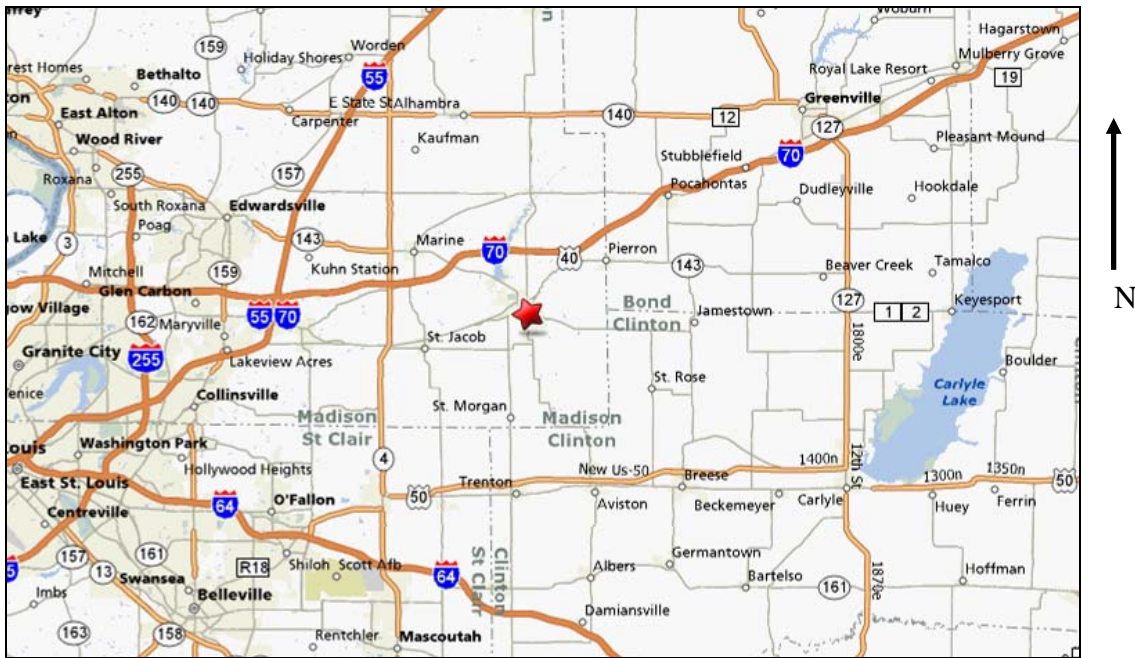 Woburn
Hagarstown
159
Worden
Holiday Shores
Mulberry Grove
rest Homes
Bethalto
55
Royal Lake Resort
19
140
140
E State St
Alhambra
Greenville
ton
East Alton
Carpenter
140
12
127
Wood River
Kaufman
Pleasant Mound
Stubblefield
70
Roxana
255
157
Pocahontas
Dudleyville
Hookdale
South Roxana
Edwardsville
Poag
Lake
3
143
Marine
70
40
Pierron
143
Kuhn Station
Beaver Creek
Tamalco
N
Mitchell
159
Glen Carbon
Bond
Clinton
127
1 2
Keyesport
gow Village
55
70
162
Maryville
Jamestown
1800e
Granite City
255
St. Jacob
Lakeview Acres
Boulder
enice
St. Rose
Carlyle
Lake
Collinsville
Madison
St Clair
St. Morgan
Madison
Clinton
Washington Park
Louis
4
12th St
Hollywood Heights
New Us-50
1400n
1300n
1350n
East St. Louis
Trenton
Breese
50
50
64
O'Fallon
Aviston
Beckemeyer
Carlyle
Huey
Ferrin
Centreville
157
161
St Clair
Clinton
Germantown
1870e
13
R18
Shiloh
Scott Afb
64
Albers
Hoffman
Swansea
Bartelso
161
Imbs
Belleville
Damiansville
163
158
Rentchler
Mascoutah